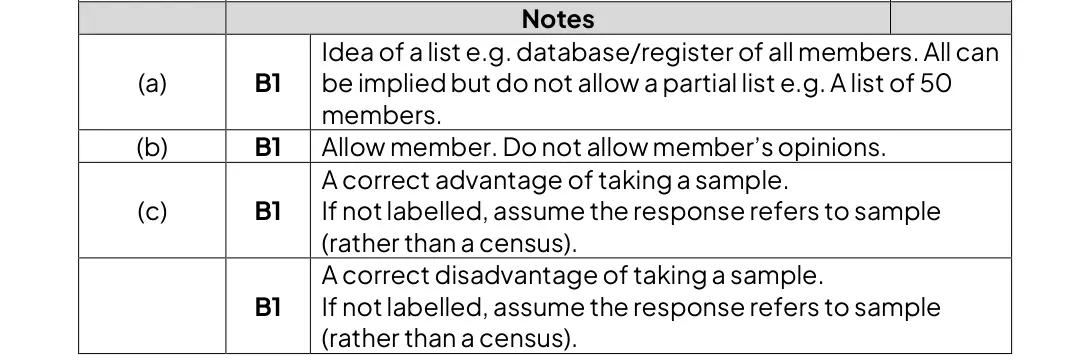 Notes
(a)
B1
Idea of a list e.g. database/register of all members. All can
be implied but do not allow a partial list e.g. A list of 50
members.
(b)
B1
Allow member. Do not allow member’s opinions.
(c)
B1
A correct advantage of taking a sample.
If not labelled, assume the response refers to sample
(rather than a census).
B1
A correct disadvantage of taking a sample.
If not labelled, assume the response refers to sample
(rather than a census).